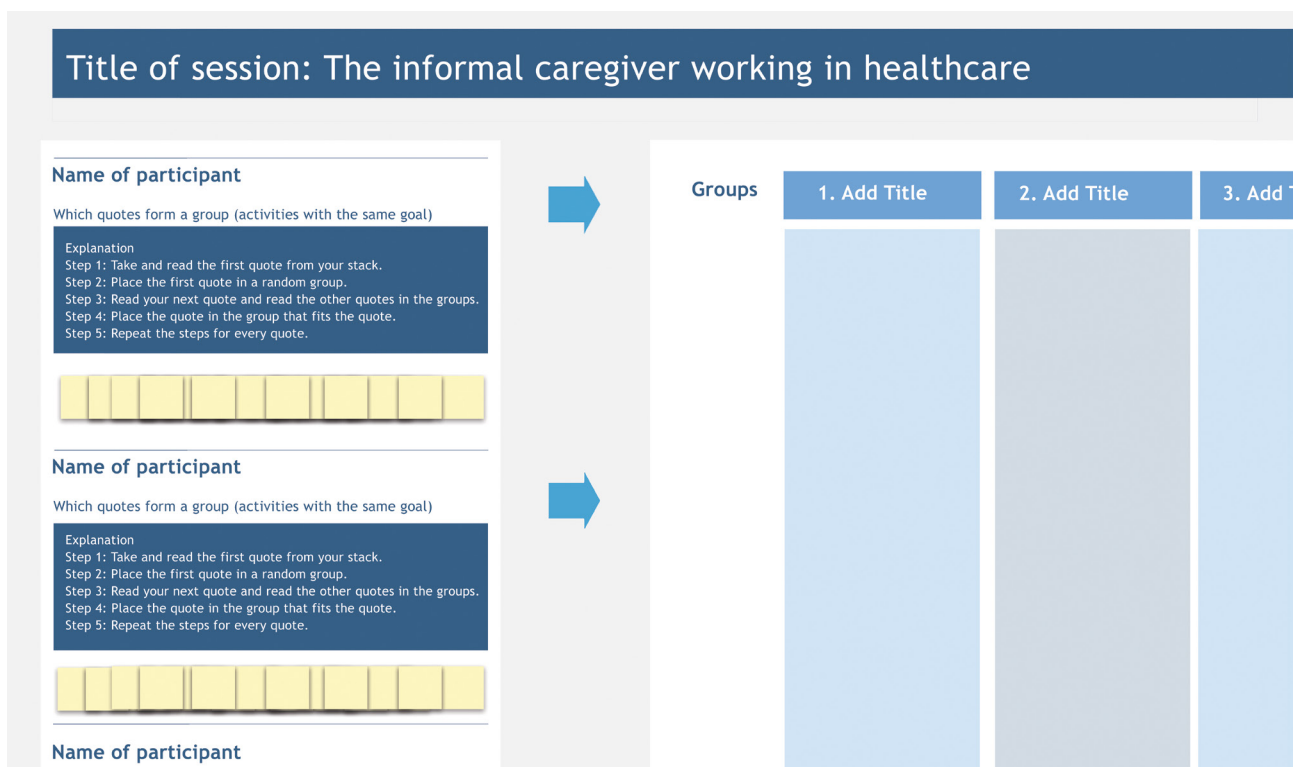 Title of session: The informal caregiver working in healthcare
Name of participant
Which quotes form a group (activities with the same goal)
Explanation
Step 1: Take and read the first quote from your stack.
Step 2: Place the first quote in a random group.
Step 3: Read your next quote and read the other quotes in the groups.
Step 4: Place the quote in the group that fits the quote.
Step 5: Repeat the steps for every quote.
Name of participant
Which quotes form a group (activities with the same goal)
Explanation
Step 1: Take and read the first quote from your stack.
Step 2: Place the first quote in a random group.
Step 3: Read your next quote and read the other quotes in the groups.
Step 4: Place the quote in the group that fits the quote.
Step 5: Repeat the steps for every quote.
Name of participant
Groups
1. Add Title
2. Add Title
3. Add